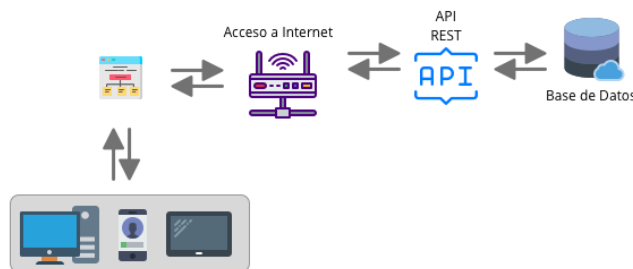 Acceso a Internet
API
REST
API
Base de Datos